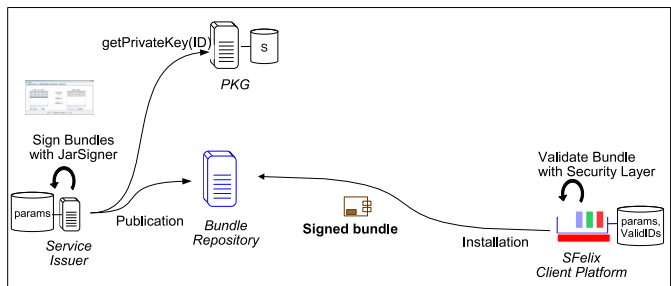 getPrivateKey(ID)
S
PKG
Sign Bundles
with JarSigner
params
Service
Issuer
Publication
Bundle
Repository
Signed bundle
Installation
Validate Bundle
with Security Layer
params,
ValidIDs
SFelix
Client Platform